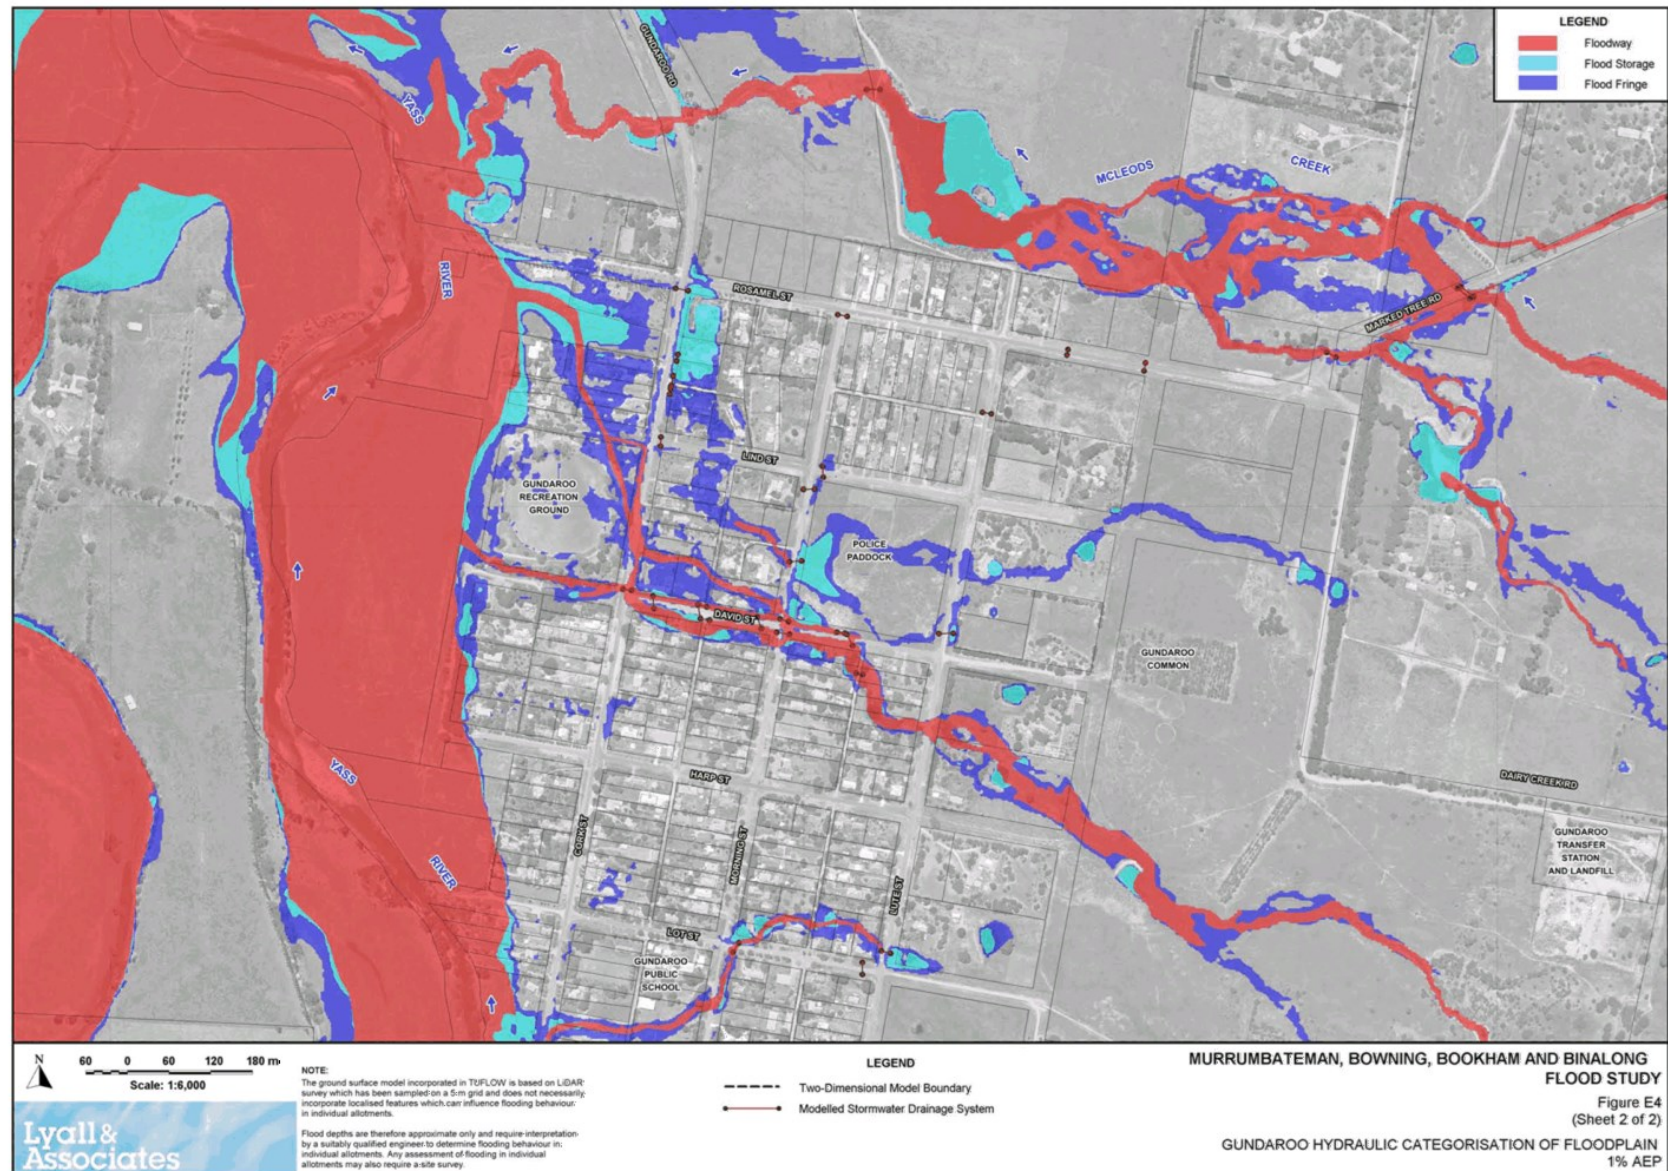 LEGEND
Floodway
Flood Storage
Flood Fringe
GUNDAROO RD
YASS
MCLEODS
CREEK
RIVER
ROSAMEL ST
MARKED TREE RD
LIND ST
GUNDAROO
RECREATION
GROUND
POLICE
PADDOCK
DAVID ST
GUNDAROO
COMMON
YASS
HARP ST
DAIRY CREEK RD
CORK ST
MORNING ST
GUNDAROO
TRANSFER
STATION
AND LANDFILL
RIVER
LUTE ST
LOT ST
GUNDAROO
PUBLIC
SCHOOL
N
60 0 60 120 180 m
Scale: 1:6,000
Lyall &
Associates
NOTE:
The ground surface model incorporated in TUFLOW is based on LiDAR
survey which has been sampled on a 5m grid and does not necessarily
incorporate localised features which can influence flooding behaviour
in individual allotments.
Flood depths are therefore approximate only and require interpretation
by a suitably qualified engineer to determine flooding behaviour in
individual allotments. Any assessment of flooding in individual
allotments may also require a site survey.
LEGEND
Two-Dimensional Model Boundary
Modelled Stormwater Drainage System
MURRUMBATEMAN, BOWNING, BOOKHAM AND BINALONG
FLOOD STUDY
Figure E4
(Sheet 2 of 2)
GUNDAROO HYDRAULIC CATEGORISATION OF FLOODPLAIN
1% AEP